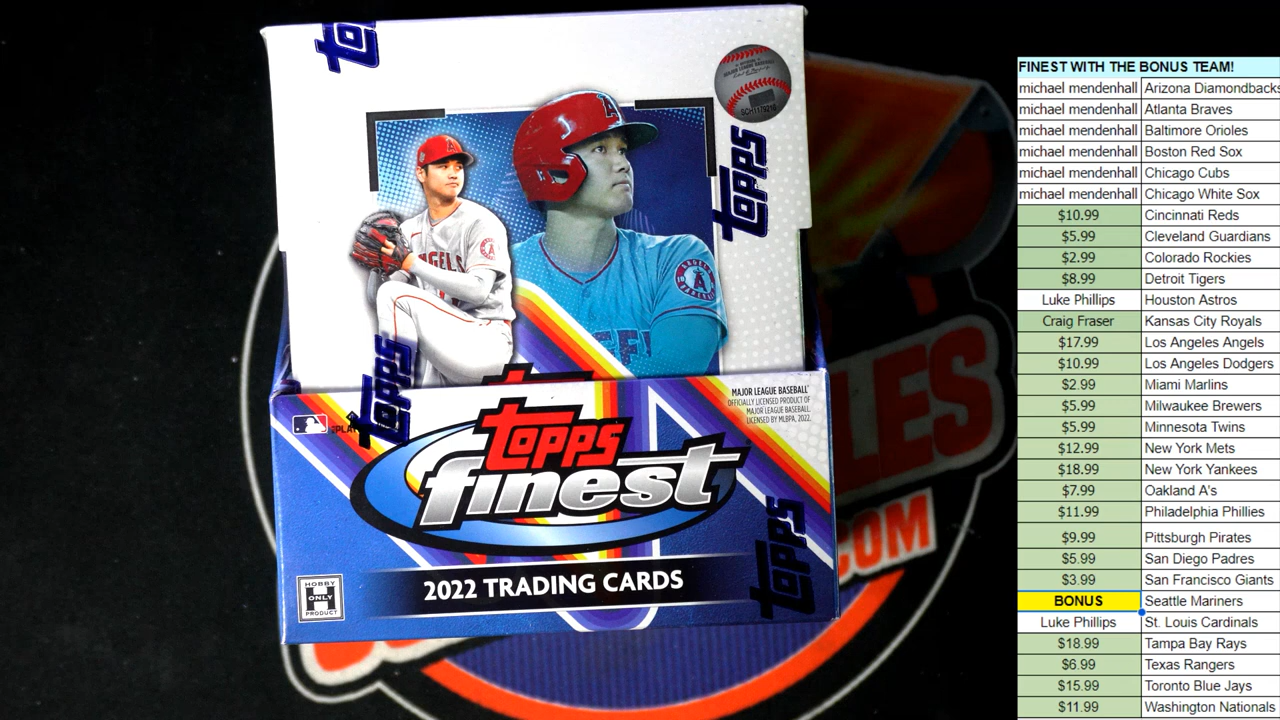 TOPPS
TOPPS
MAJOR LEAGUE BASEBALL
SCH1179210
A
ANGELS
A
TOPPS
MAJOR LEAGUE BASEBALL
OFFICIALLY LICENSED PRODUCT OF
MAJOR LEAGUE BASEBALL.
LICENSED BY MLBPA, 2022.
TOPPS
finest
TOPPS
2022 TRADING CARDS
HOBBY
ONLY
H
PRODUCT
LES
.COM
FINEST WITH THE BONUS TEAM!
michael mendenhall Arizona Diamondbacks
michael mendenhall Atlanta Braves
michael mendenhall Baltimore Orioles
michael mendenhall Boston Red Sox
michael mendenhall Chicago Cubs
michael mendenhall Chicago White Sox
$10.99 Cincinnati Reds
$5.99 Cleveland Guardians
$2.99 Colorado Rockies
$8.99 Detroit Tigers
Luke Phillips Houston Astros
Craig Fraser Kansas City Royals
$17.99 Los Angeles Angels
$10.99 Los Angeles Dodgers
$2.99 Miami Marlins
$5.99 Milwaukee Brewers
$5.99 Minnesota Twins
$12.99 New York Mets
$18.99 New York Yankees
$7.99 Oakland A's
$11.99 Philadelphia Phillies
$9.99 Pittsburgh Pirates
$5.99 San Diego Padres
$3.99 San Francisco Giants
BONUS Seattle Mariners
Luke Phillips St. Louis Cardinals
$18.99 Tampa Bay Rays
$6.99 Texas Rangers
$15.99 Toronto Blue Jays
$11.99 Washington Nationals